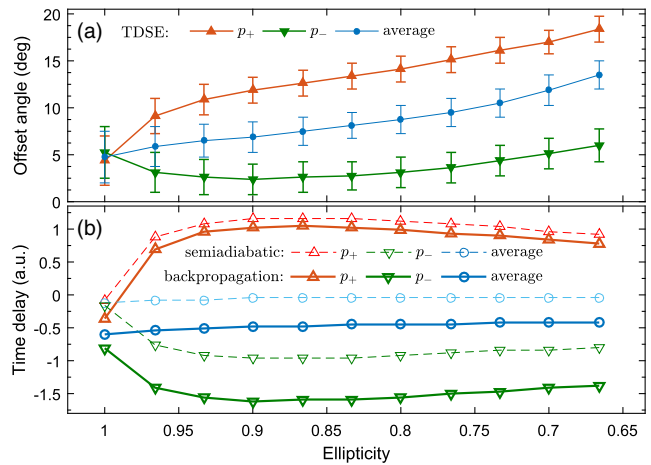 (a) TDSE: p₊ p₋ average
20
15
10
5
0
Offset angle (deg)
(b)
semiadiabatic: p₊ p₋ average
backpropagation: p₊ p₋ average
1
0.5
0
-0.5
-1
-1.5
Time delay (a.u.)
1 0.95 0.9 0.85 0.8 0.75 0.7 0.65
Ellipticity